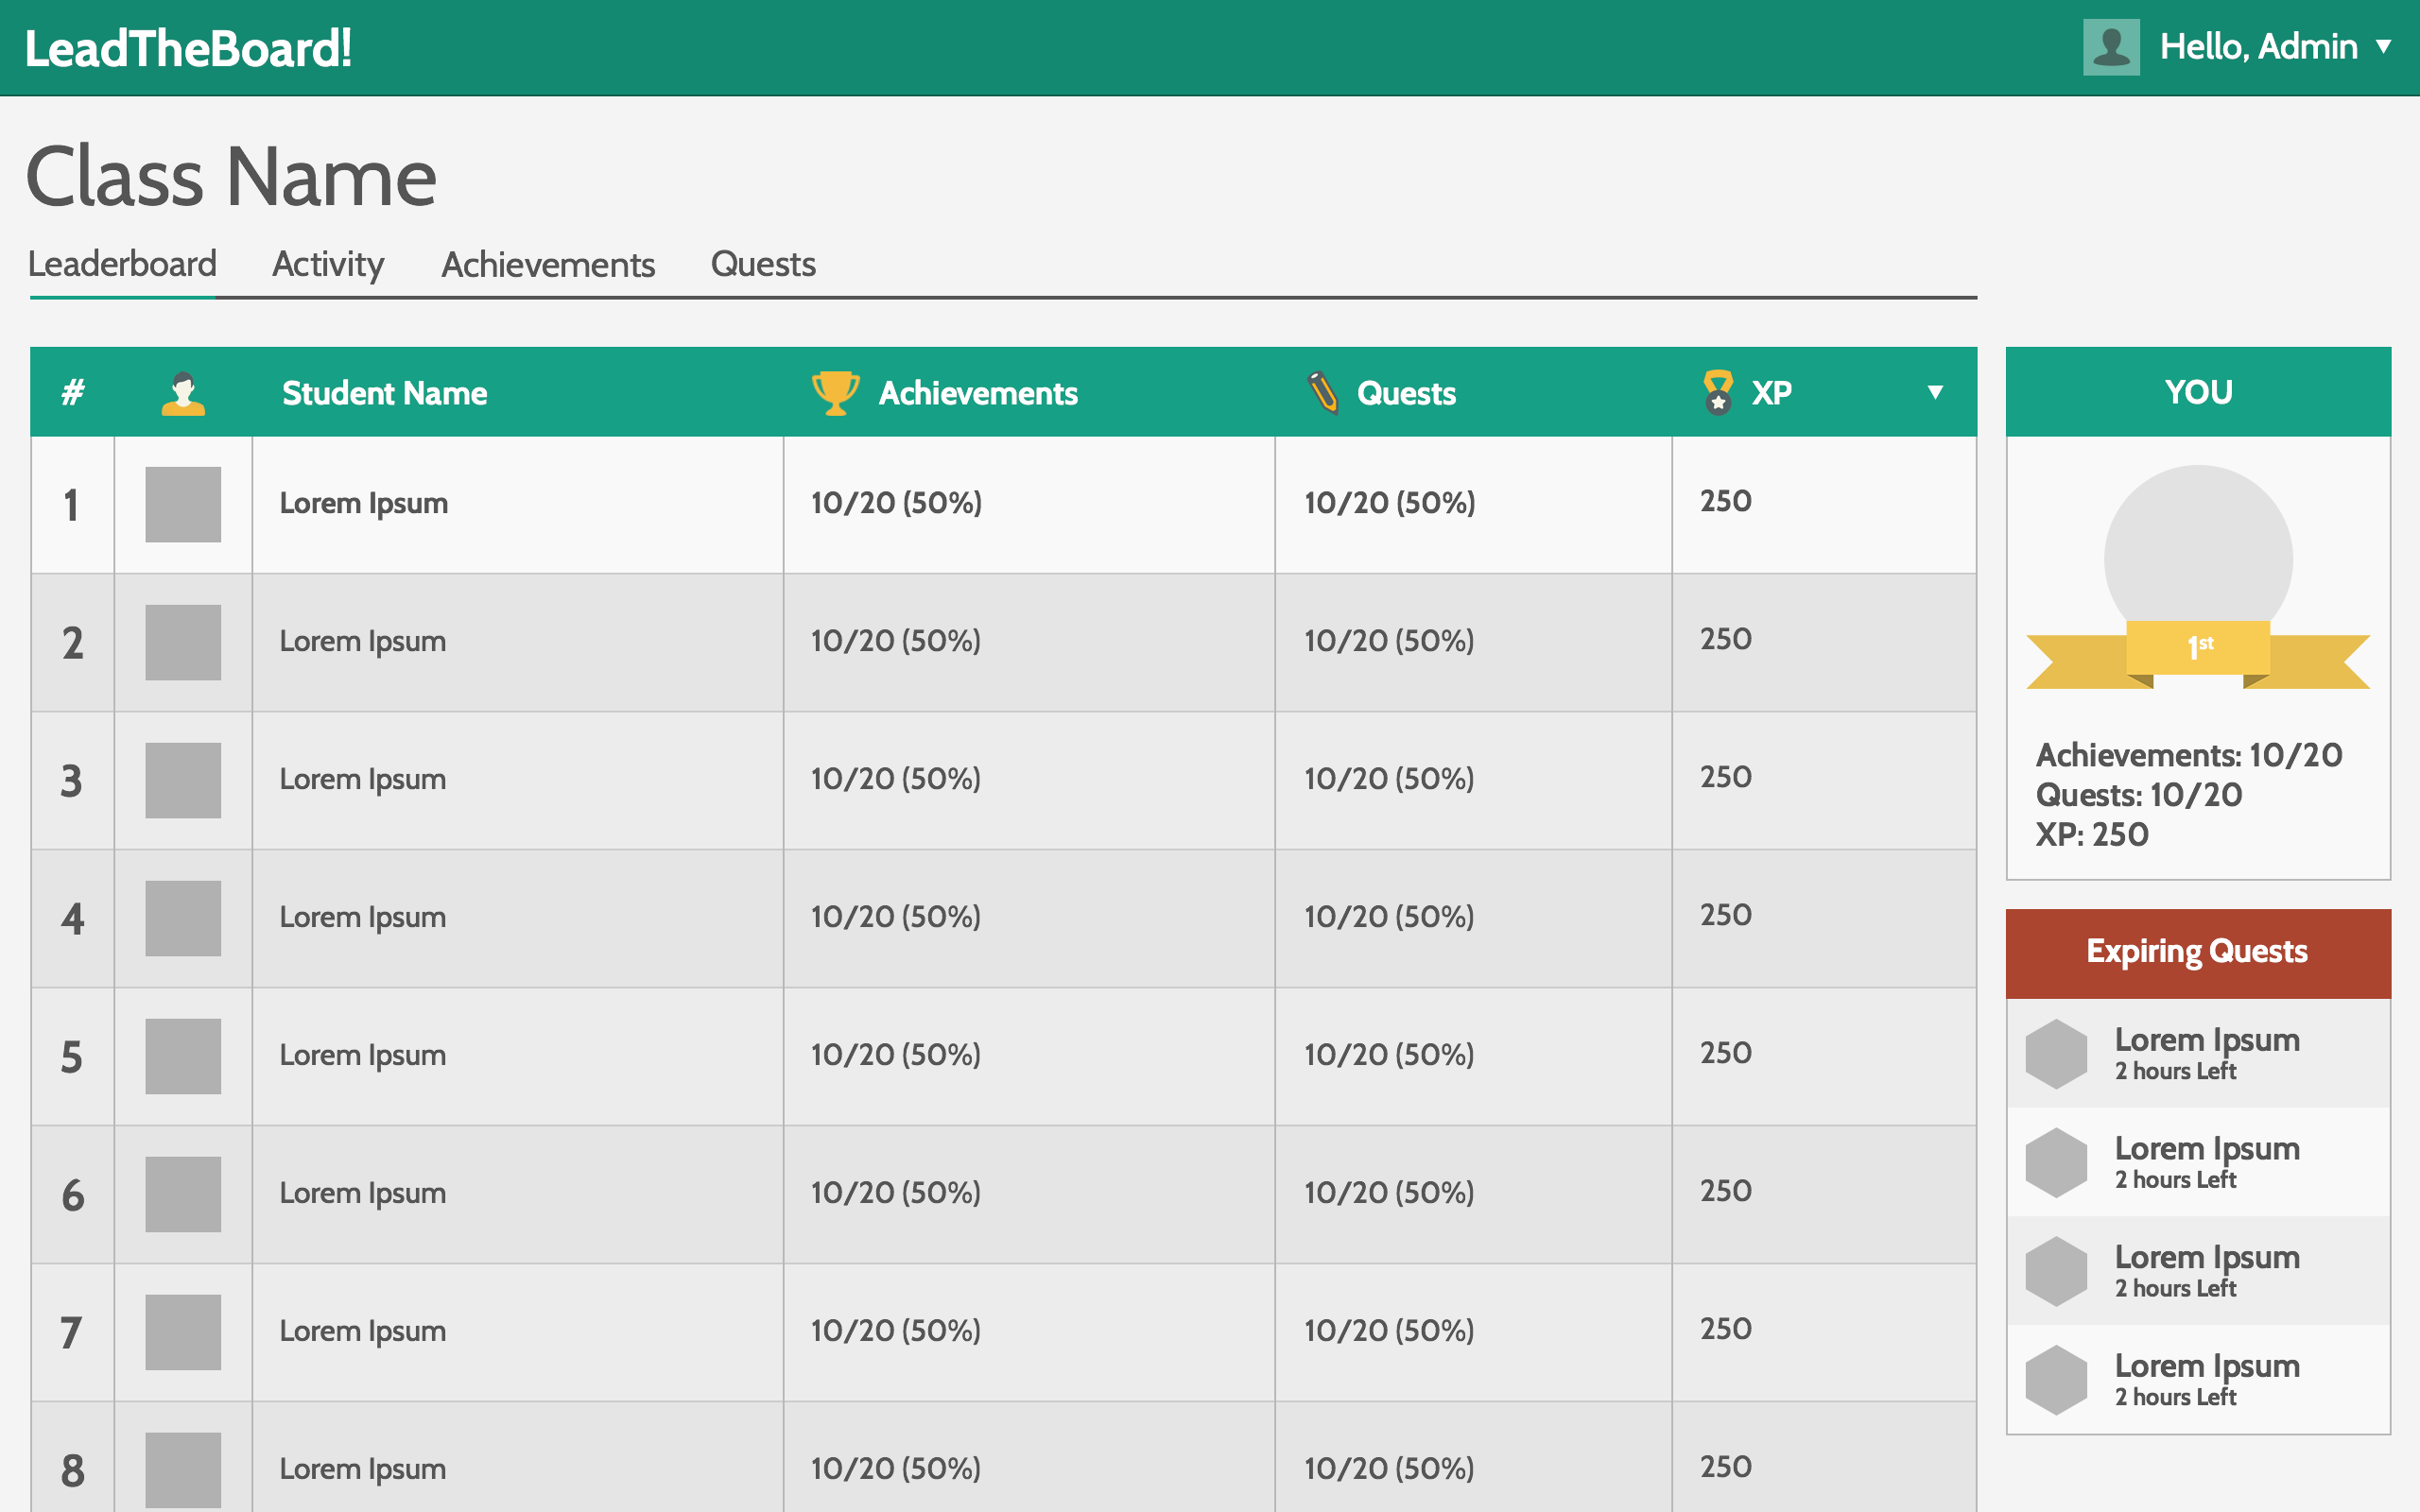 LeadTheBoard!
Hello, Admin
Class Name
Leaderboard Activity Achievements Quests
# Student Name Achievements Quests XP
1 Lorem Ipsum 10/20 (50%) 10/20 (50%) 250
2 Lorem Ipsum 10/20 (50%) 10/20 (50%) 250
3 Lorem Ipsum 10/20 (50%) 10/20 (50%) 250
4 Lorem Ipsum 10/20 (50%) 10/20 (50%) 250
5 Lorem Ipsum 10/20 (50%) 10/20 (50%) 250
6 Lorem Ipsum 10/20 (50%) 10/20 (50%) 250
7 Lorem Ipsum 10/20 (50%) 10/20 (50%) 250
8 Lorem Ipsum 10/20 (50%) 10/20 (50%) 250
YOU
1st
Achievements: 10/20
Quests: 10/20
XP: 250
Expiring Quests
Lorem Ipsum
2 hours Left
Lorem Ipsum
2 hours Left
Lorem Ipsum
2 hours Left
Lorem Ipsum
2 hours Left